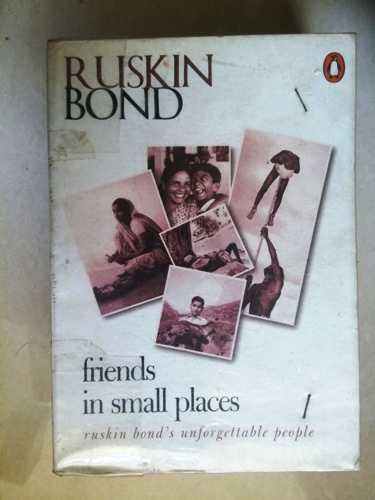 RUSKIN
BOND
friends
in small places
ruskin bond's unforgettable people